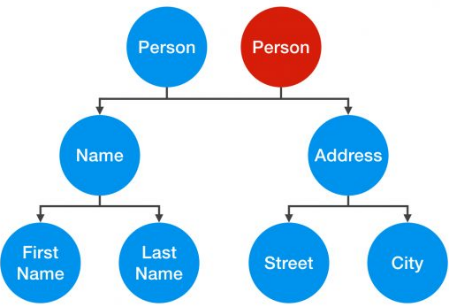 Person
Person
Name
Address
First
Name
Last
Name
Street
City